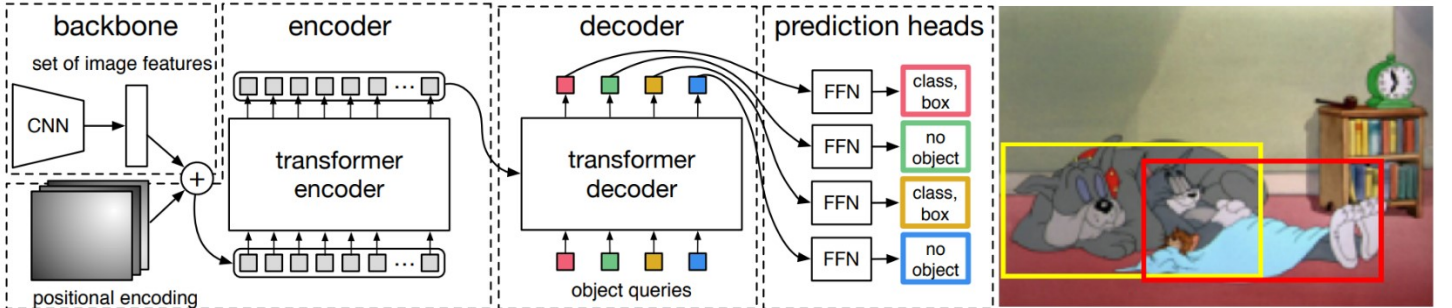 backbone
set of image features
CNN
+
positional encoding
encoder
transformer
encoder
...
...
decoder
transformer
decoder
object queries
prediction heads
FFN
class,
box
FFN
no
object
FFN
class,
box
FFN
no
object